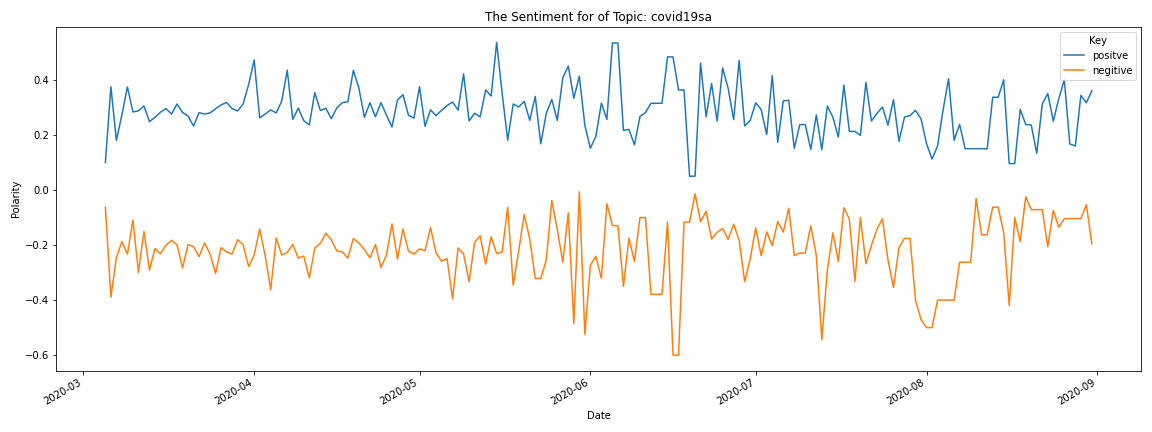 The Sentiment for of Topic: covid19sa
Key
positve
negitive
0.4
0.2
0.0
−0.2
−0.4
−0.6
Polarity
2020-03
2020-04
2020-05
2020-06
2020-07
2020-08
2020-09
Date